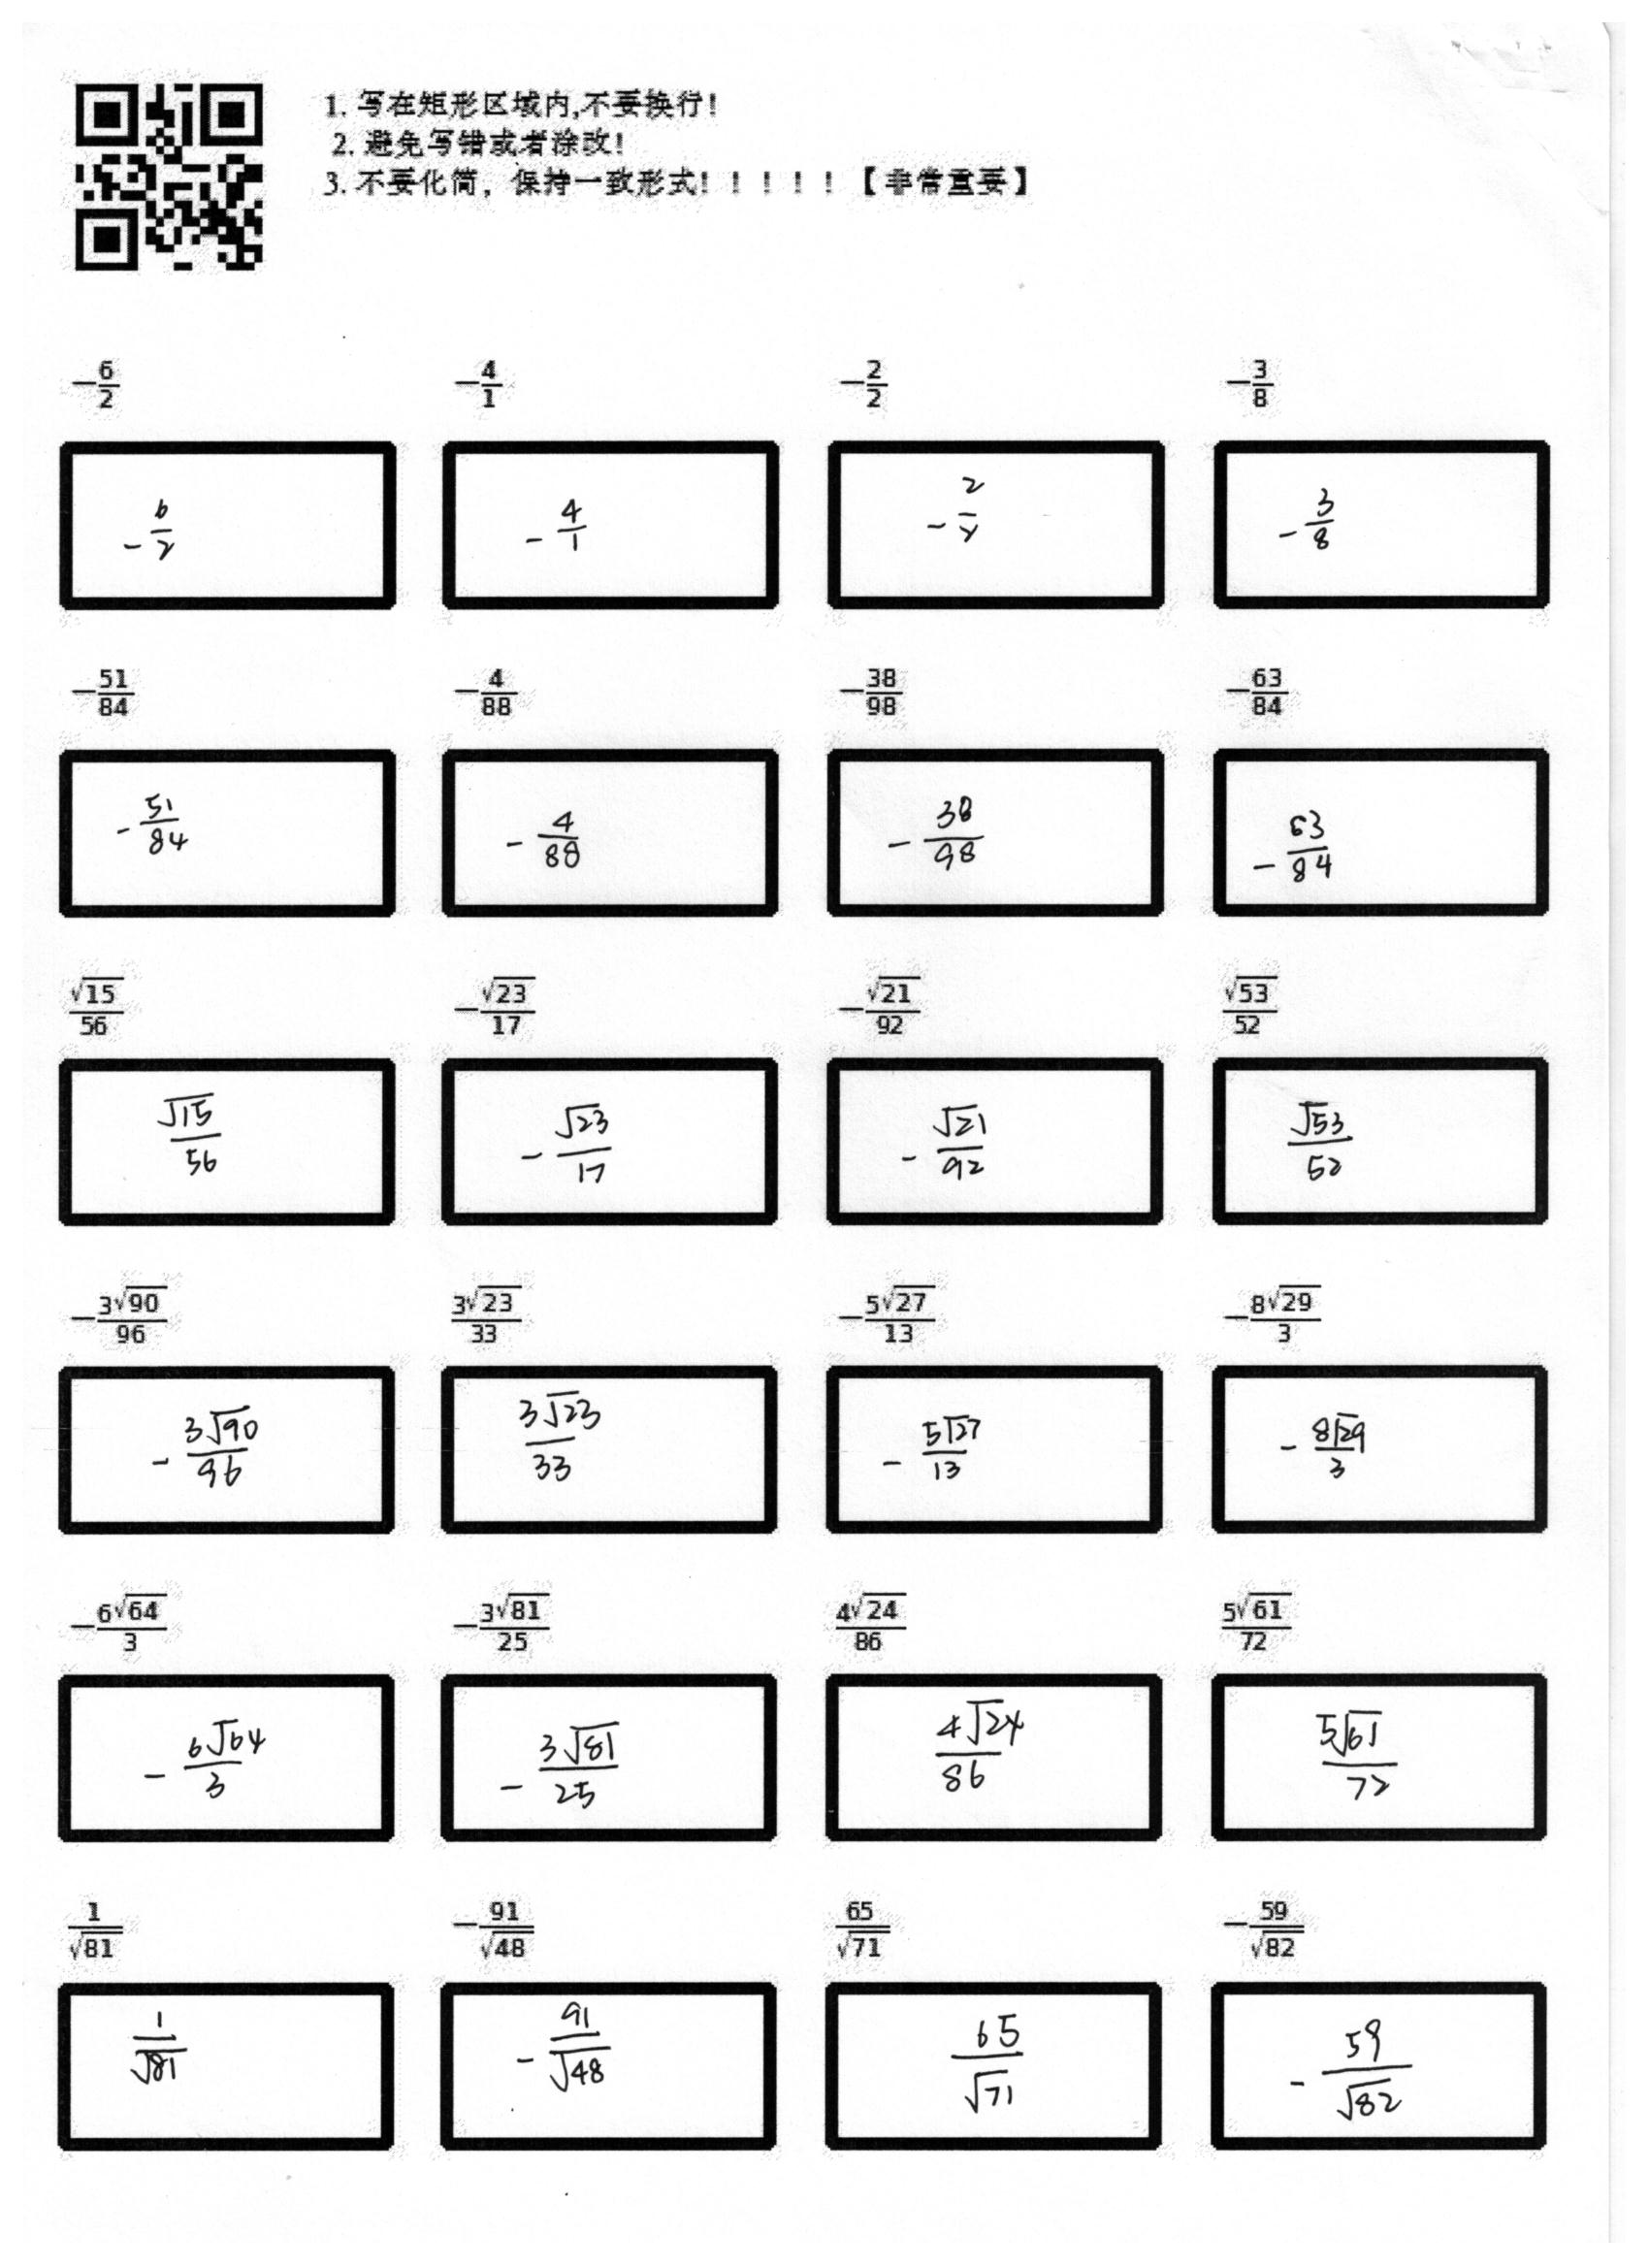 1. 写在矩形区域内,不要换行!
2. 避免写错或者涂改!
3. 不要化简，保持一致形式! ! ! ! ! 【非常重要】
$-\frac{6}{2}$ $-\frac{4}{1}$ $-\frac{2}{2}$ $-\frac{3}{8}$
$-\frac{6}{2}$ $-\frac{4}{1}$ $-\frac{2}{2}$ $-\frac{3}{8}$
$-\frac{51}{84}$ $-\frac{4}{88}$ $-\frac{38}{98}$ $-\frac{63}{84}$
$-\frac{51}{84}$ $-\frac{4}{88}$ $-\frac{38}{98}$ $-\frac{63}{84}$
$\frac{\sqrt{15}}{56}$ $-\frac{\sqrt{23}}{17}$ $-\frac{\sqrt{21}}{92}$ $\frac{\sqrt{53}}{52}$
$\frac{\sqrt{15}}{56}$ $-\frac{\sqrt{23}}{17}$ $-\frac{\sqrt{21}}{92}$ $\frac{\sqrt{53}}{52}$
$-\frac{3\sqrt{90}}{96}$ $\frac{3\sqrt{23}}{33}$ $-\frac{5\sqrt{27}}{13}$ $-\frac{8\sqrt{29}}{3}$
$-\frac{3\sqrt{90}}{96}$ $\frac{3\sqrt{23}}{33}$ $-\frac{5\sqrt{27}}{13}$ $-\frac{8\sqrt{29}}{3}$
$-\frac{6\sqrt{64}}{3}$ $-\frac{3\sqrt{81}}{25}$ $\frac{4\sqrt{24}}{86}$ $\frac{5\sqrt{61}}{72}$
$-\frac{6\sqrt{64}}{3}$ $-\frac{3\sqrt{81}}{25}$ $\frac{4\sqrt{24}}{86}$ $\frac{5\sqrt{61}}{72}$
$\frac{1}{\sqrt{81}}$ $-\frac{91}{\sqrt{48}}$ $\frac{65}{\sqrt{71}}$ $-\frac{59}{\sqrt{82}}$
$\frac{1}{\sqrt{81}}$ $-\frac{91}{\sqrt{48}}$ $\frac{65}{\sqrt{71}}$ $-\frac{59}{\sqrt{82}}$